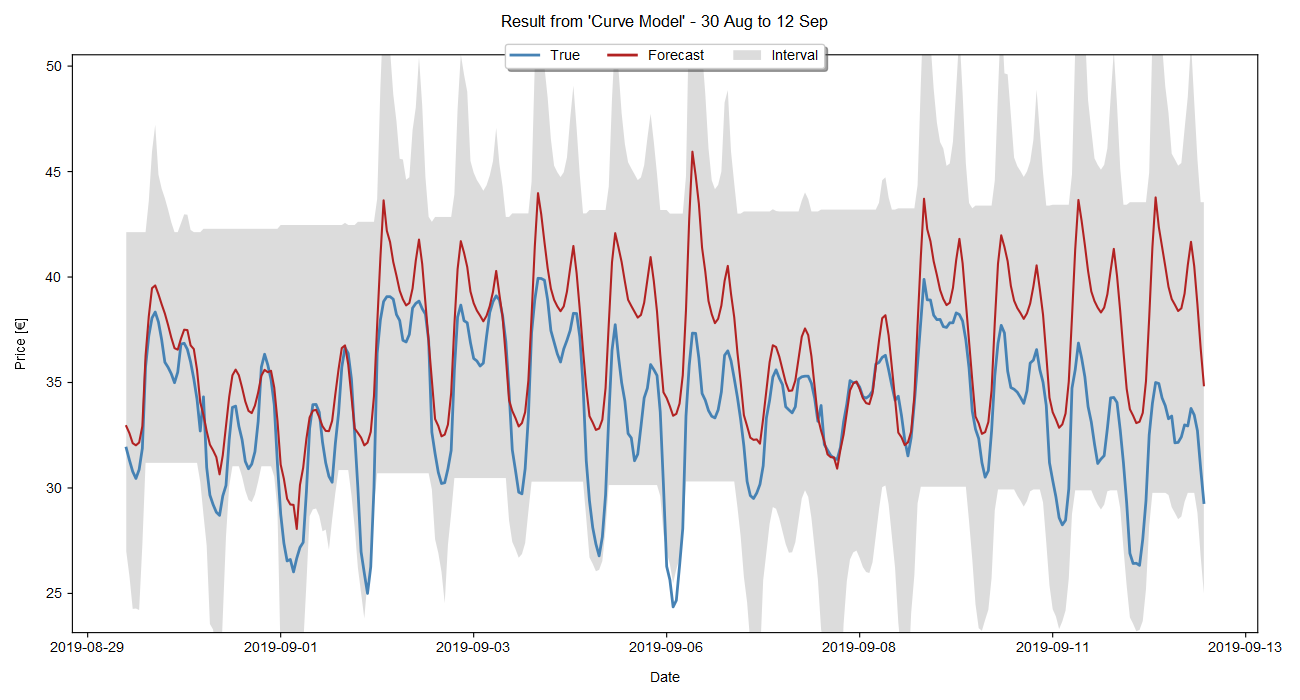 Result from 'Curve Model' - 30 Aug to 12 Sep
True Forecast Interval
50
45
40
35
30
25
Price [€]
2019-08-29 2019-09-01 2019-09-03 2019-09-06 2019-09-08 2019-09-11 2019-09-13
Date